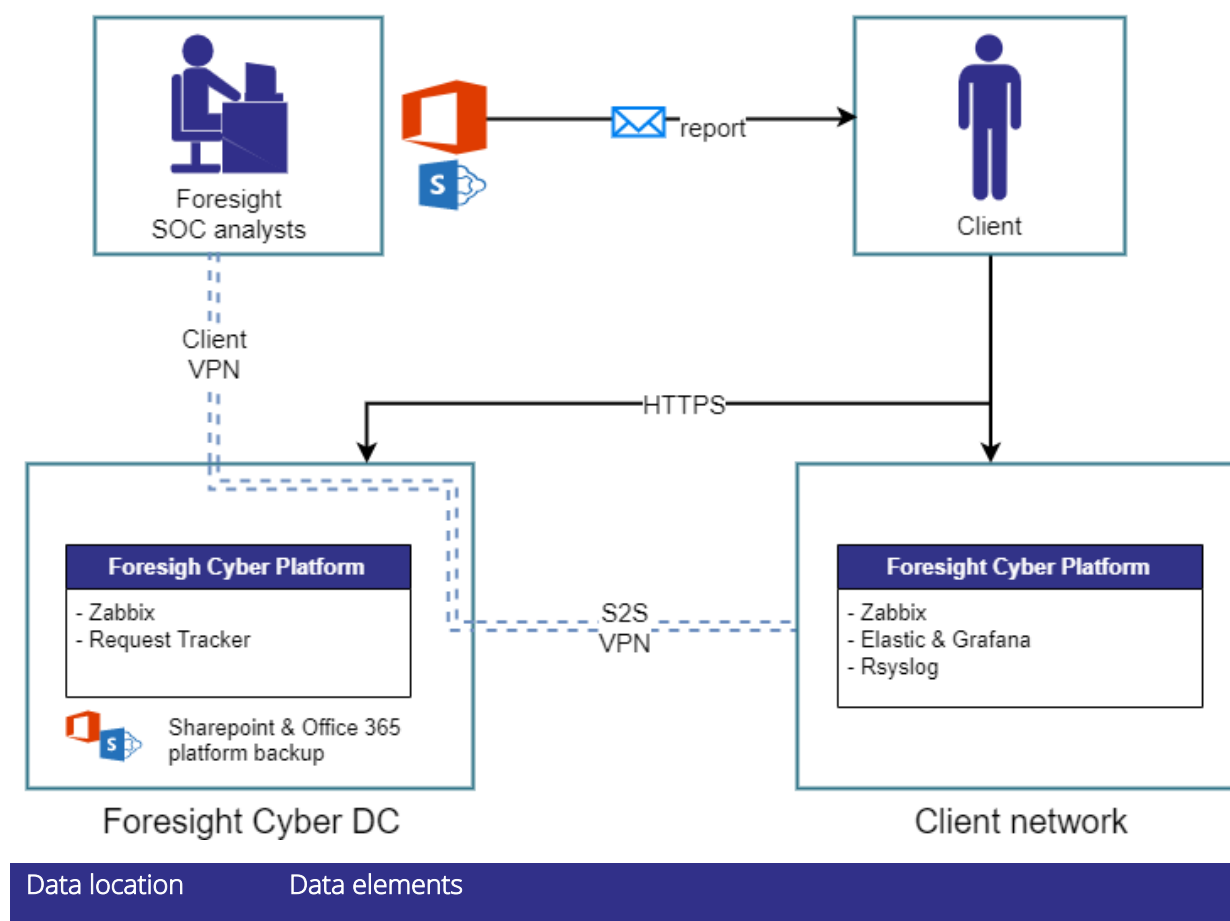 Foresight
SOC analysts
S
report
Client
Client
VPN
HTTPS
Foresigh Cyber Platform
- Zabbix
- Request Tracker
S
Sharepoint & Office 365
platform backup
Foresight Cyber DC
S2S
VPN
Foresight Cyber Platform
- Zabbix
- Elastic & Grafana
- Rsyslog
Client network
Data location Data elements